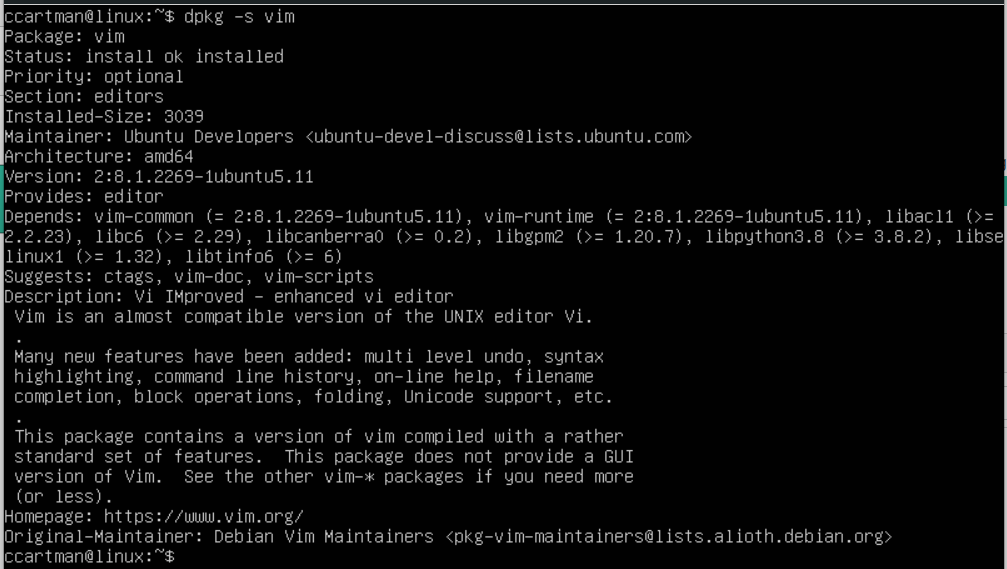 ccartman@linux:~$ dpkg -s vim
Package: vim
Status: install ok installed
Priority: optional
Section: editors
Installed-Size: 3039
Maintainer: Ubuntu Developers <ubuntu-devel-discuss@lists.ubuntu.com>
Architecture: amd64
Version: 2:8.1.2269-1ubuntu5.11
Provides: editor
Depends: vim-common (= 2:8.1.2269-1ubuntu5.11), vim-runtime (= 2:8.1.2269-1ubuntu5.11), libacl1 (>=
2.2.23), libc6 (>= 2.29), libcanberra0 (>= 0.2), libgpm2 (>= 1.20.7), libpython3.8 (>= 3.8.2), libse
linux1 (>= 1.32), libtinfo6 (>= 6)
Suggests: ctags, vim-doc, vim-scripts
Description: Vi IMproved - enhanced vi editor
 Vim is an almost compatible version of the UNIX editor Vi.
 .
 Many new features have been added: multi level undo, syntax
 highlighting, command line history, on-line help, filename
 completion, block operations, folding, Unicode support, etc.
 .
 This package contains a version of vim compiled with a rather
 standard set of features.  This package does not provide a GUI
 version of Vim.  See the other vim-* packages if you need more
 (or less).
Homepage: https://www.vim.org/
Original-Maintainer: Debian Vim Maintainers <pkg-vim-maintainers@lists.alioth.debian.org>
ccartman@linux:~$